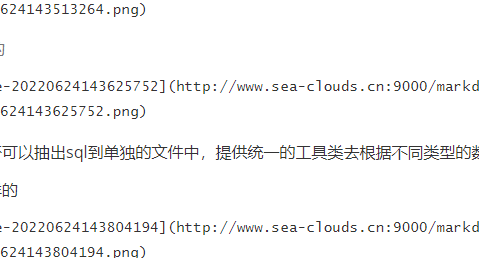 624143513264.png)
的
e-20220624143625752](http://www.sea-clouds.cn:9000/markd
624143625752.png)
可以抽出sql到单独的文件中，提供统一的工具类去根据不同类型的数
的
e-20220624143804194](http://www.sea-clouds.cn:9000/markd
624143804194.png)